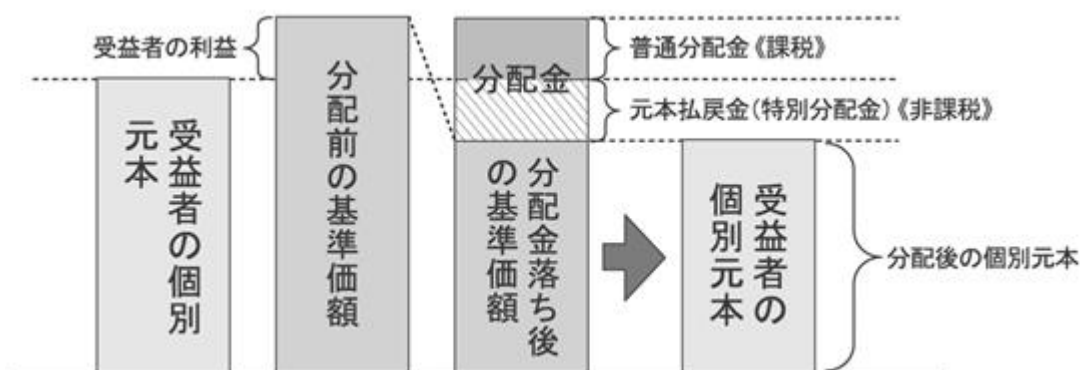 受益者の利益
受益者の個別
元本
分配前の基準価額
分配金
分配金落ち後
の基準価額
普通分配金《課税》
元本払戻金(特別分配金)《非課税》
受益者の
個別元本
分配後の個別元本